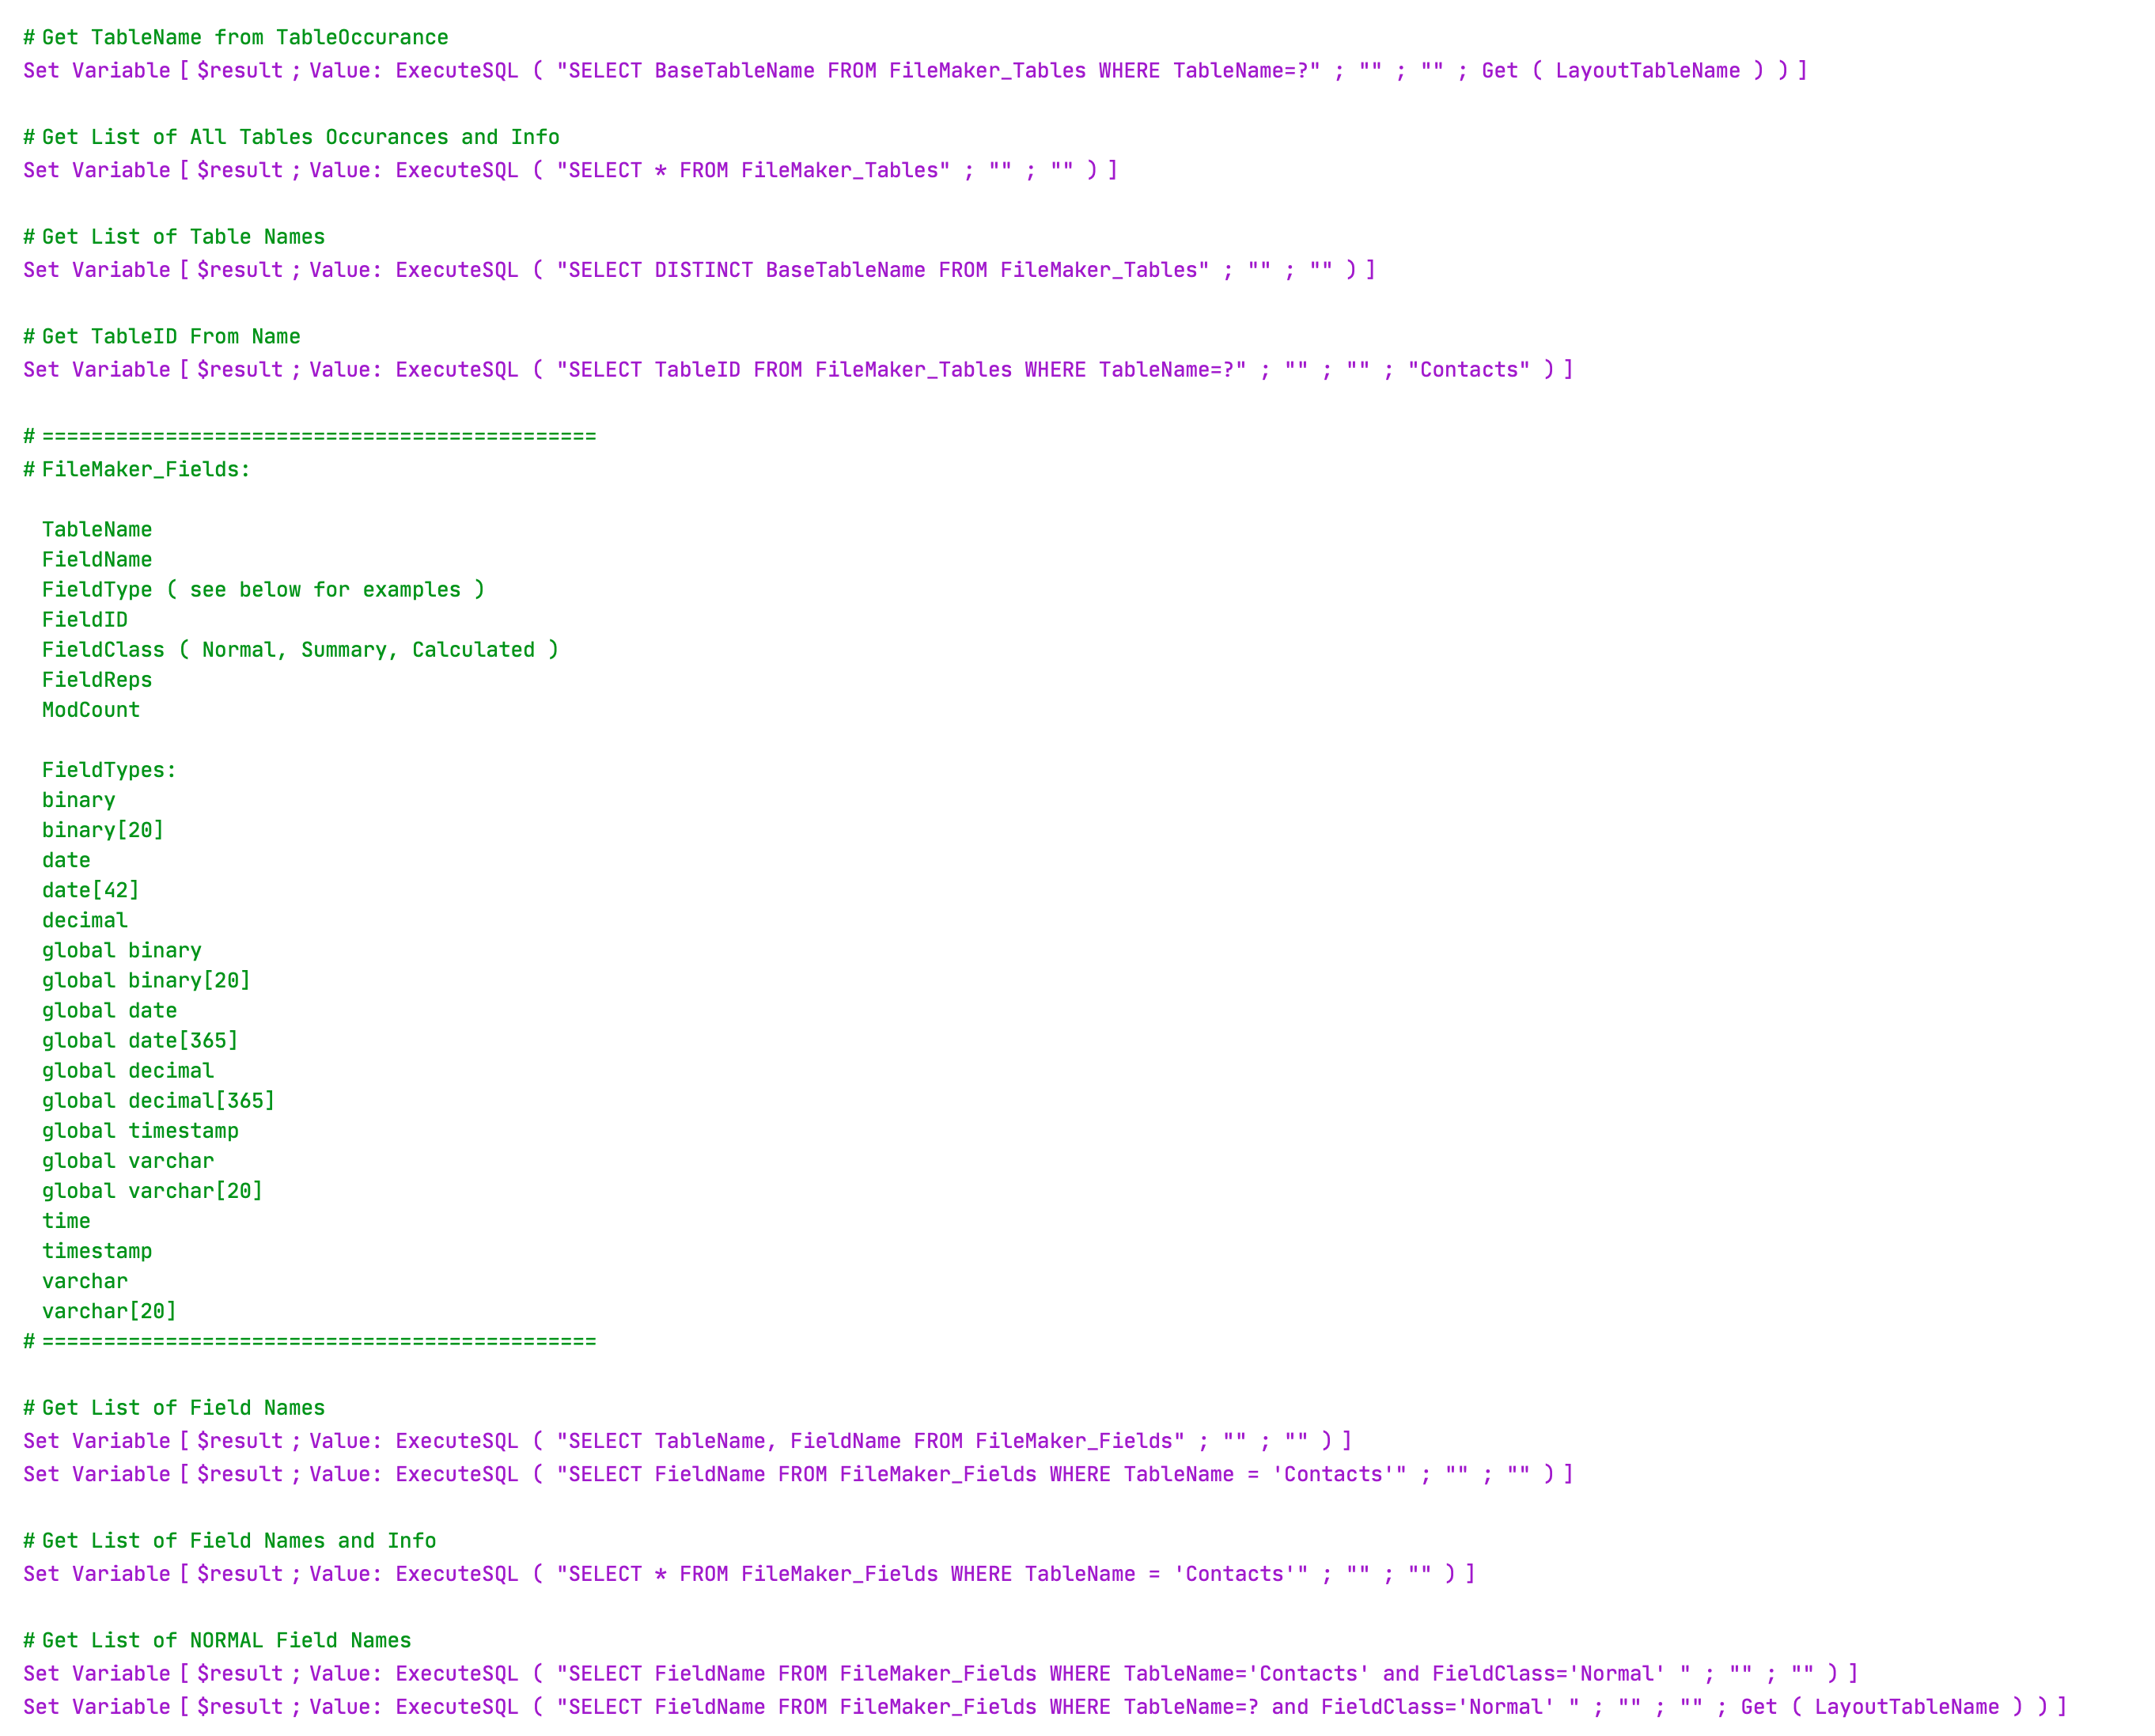 # Get TableName from TableOccurance
Set Variable [ $result ; Value: ExecuteSQL ( "SELECT BaseTableName FROM FileMaker_Tables WHERE TableName=?" ; "" ; "" ; Get ( LayoutTableName ) ) ]
# Get List of All Tables Occurances and Info
Set Variable [ $result ; Value: ExecuteSQL ( "SELECT * FROM FileMaker_Tables" ; "" ; "" ) ]
# Get List of Table Names
Set Variable [ $result ; Value: ExecuteSQL ( "SELECT DISTINCT BaseTableName FROM FileMaker_Tables" ; "" ; "" ) ]
# Get TableID From Name
Set Variable [ $result ; Value: ExecuteSQL ( "SELECT TableID FROM FileMaker_Tables WHERE TableName=?" ; "" ; "" ; "Contacts" ) ]
# =============================================
# FileMaker_Fields:
TableName
FieldName
FieldType ( see below for examples )
FieldID
FieldClass ( Normal, Summary, Calculated )
FieldReps
ModCount
FieldTypes:
binary
binary[20]
date
date[42]
decimal
global binary
global binary[20]
global date
global date[365]
global decimal
global decimal[365]
global timestamp
global varchar
global varchar[20]
time
timestamp
varchar
varchar[20]
# =============================================
# Get List of Field Names
Set Variable [ $result ; Value: ExecuteSQL ( "SELECT TableName, FieldName FROM FileMaker_Fields" ; "" ; "" ) ]
Set Variable [ $result ; Value: ExecuteSQL ( "SELECT FieldName FROM FileMaker_Fields WHERE TableName = 'Contacts'" ; "" ; "" ) ]
# Get List of Field Names and Info
Set Variable [ $result ; Value: ExecuteSQL ( "SELECT * FROM FileMaker_Fields WHERE TableName = 'Contacts'" ; "" ; "" ) ]
# Get List of NORMAL Field Names
Set Variable [ $result ; Value: ExecuteSQL ( "SELECT FieldName FROM FileMaker_Fields WHERE TableName='Contacts' and FieldClass='Normal' " ; "" ; "" ) ]
Set Variable [ $result ; Value: ExecuteSQL ( "SELECT FieldName FROM FileMaker_Fields WHERE TableName=? and FieldClass='Normal' " ; "" ; "" ; Get ( LayoutTableName ) ) ]